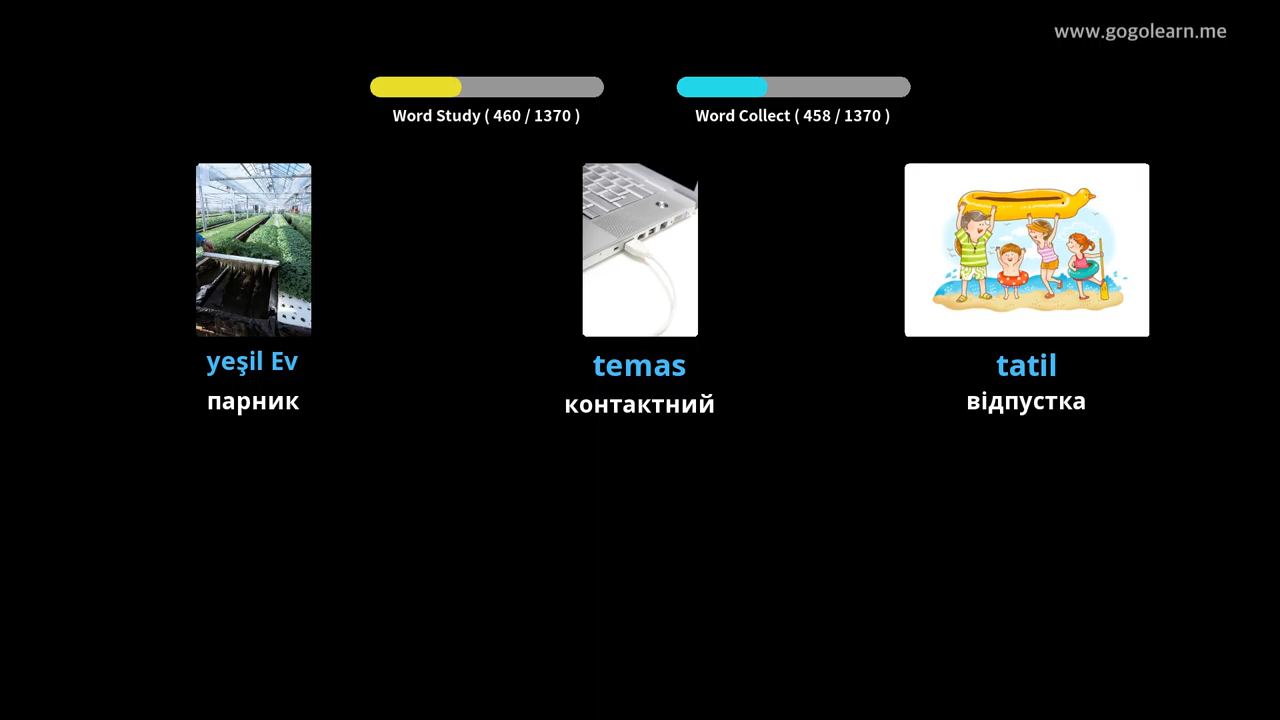 www.gogolearn.me
Word Study ( 460 / 1370 )
Word Collect ( 458 / 1370 )
yeşil Ev
парник
temas
контактний
tatil
відпустка